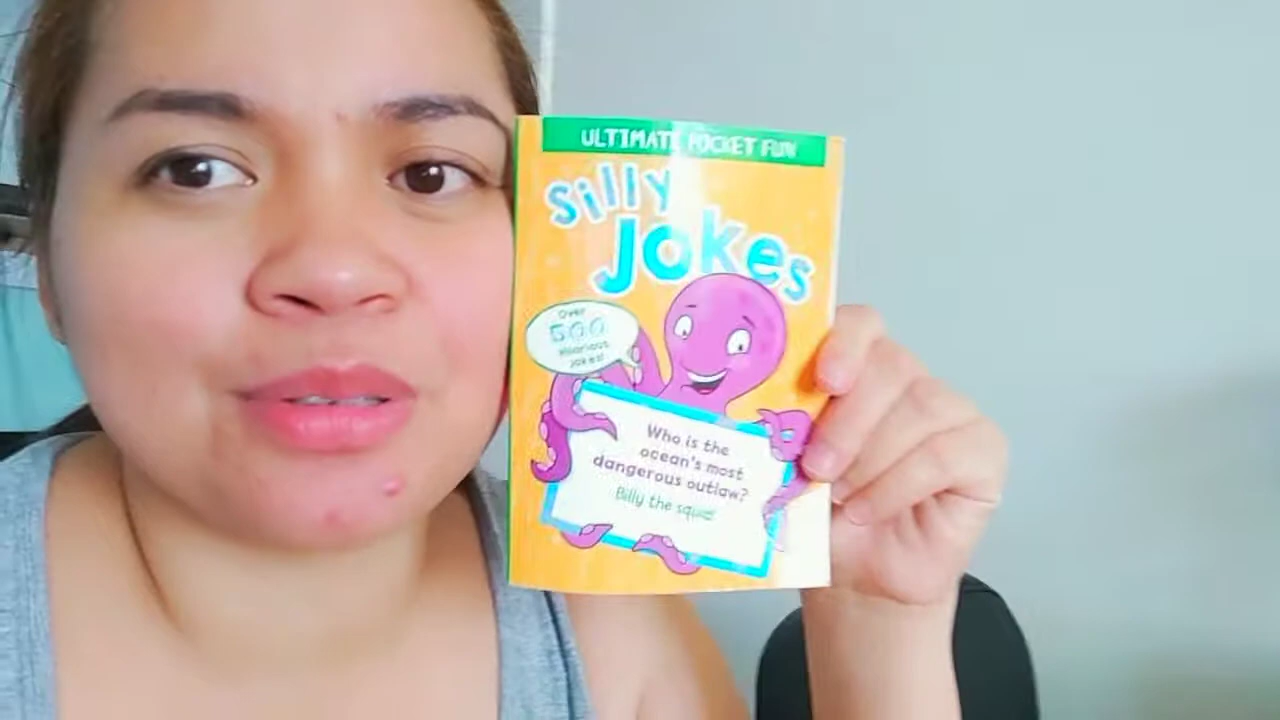 ULTIMATE POCKET FUN
Silly
Jokes
Over
500
Hilarious
Jokes!
Who is the
ocean's most
dangerous outlaw?
Billy the squid!